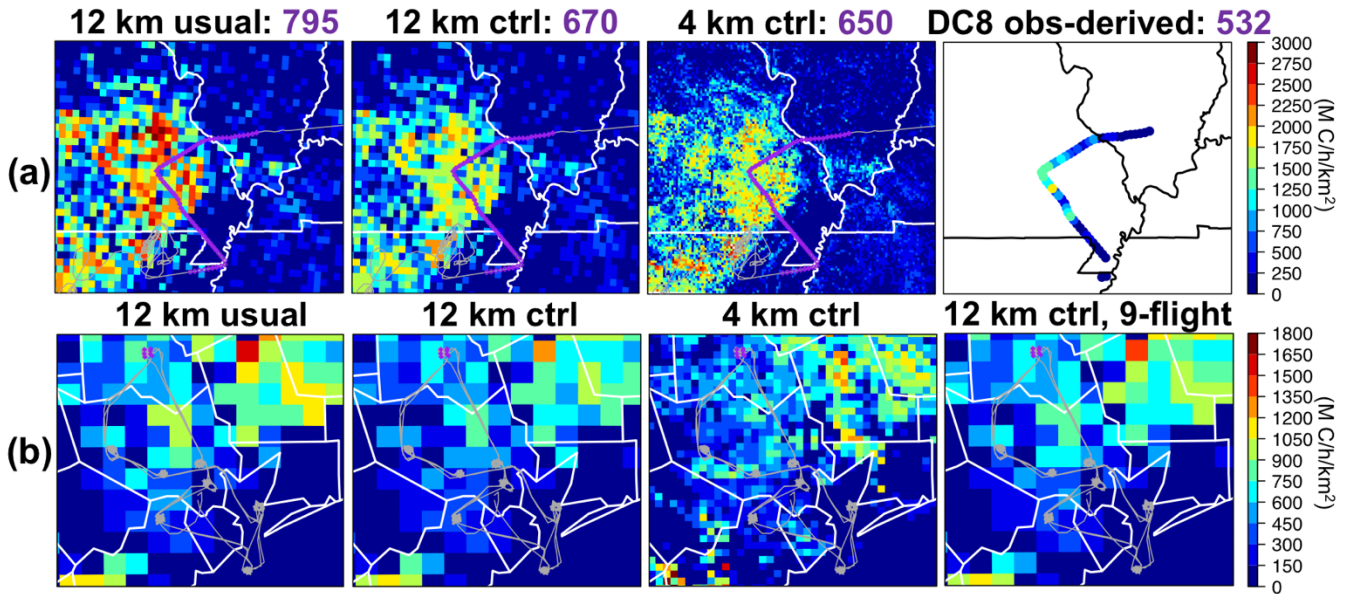 12 km usual: 795
12 km ctrl: 670
4 km ctrl: 650
DC8 obs-derived: 532
(a)
3000
2750
2500
2250
2000
1750
1500
1250
1000
750
500
250
0
(M C/h/km²)
12 km usual
12 km ctrl
4 km ctrl
12 km ctrl, 9-flight
(b)
1800
1650
1500
1350
1200
1050
900
750
600
450
300
150
0
(M C/h/km²)